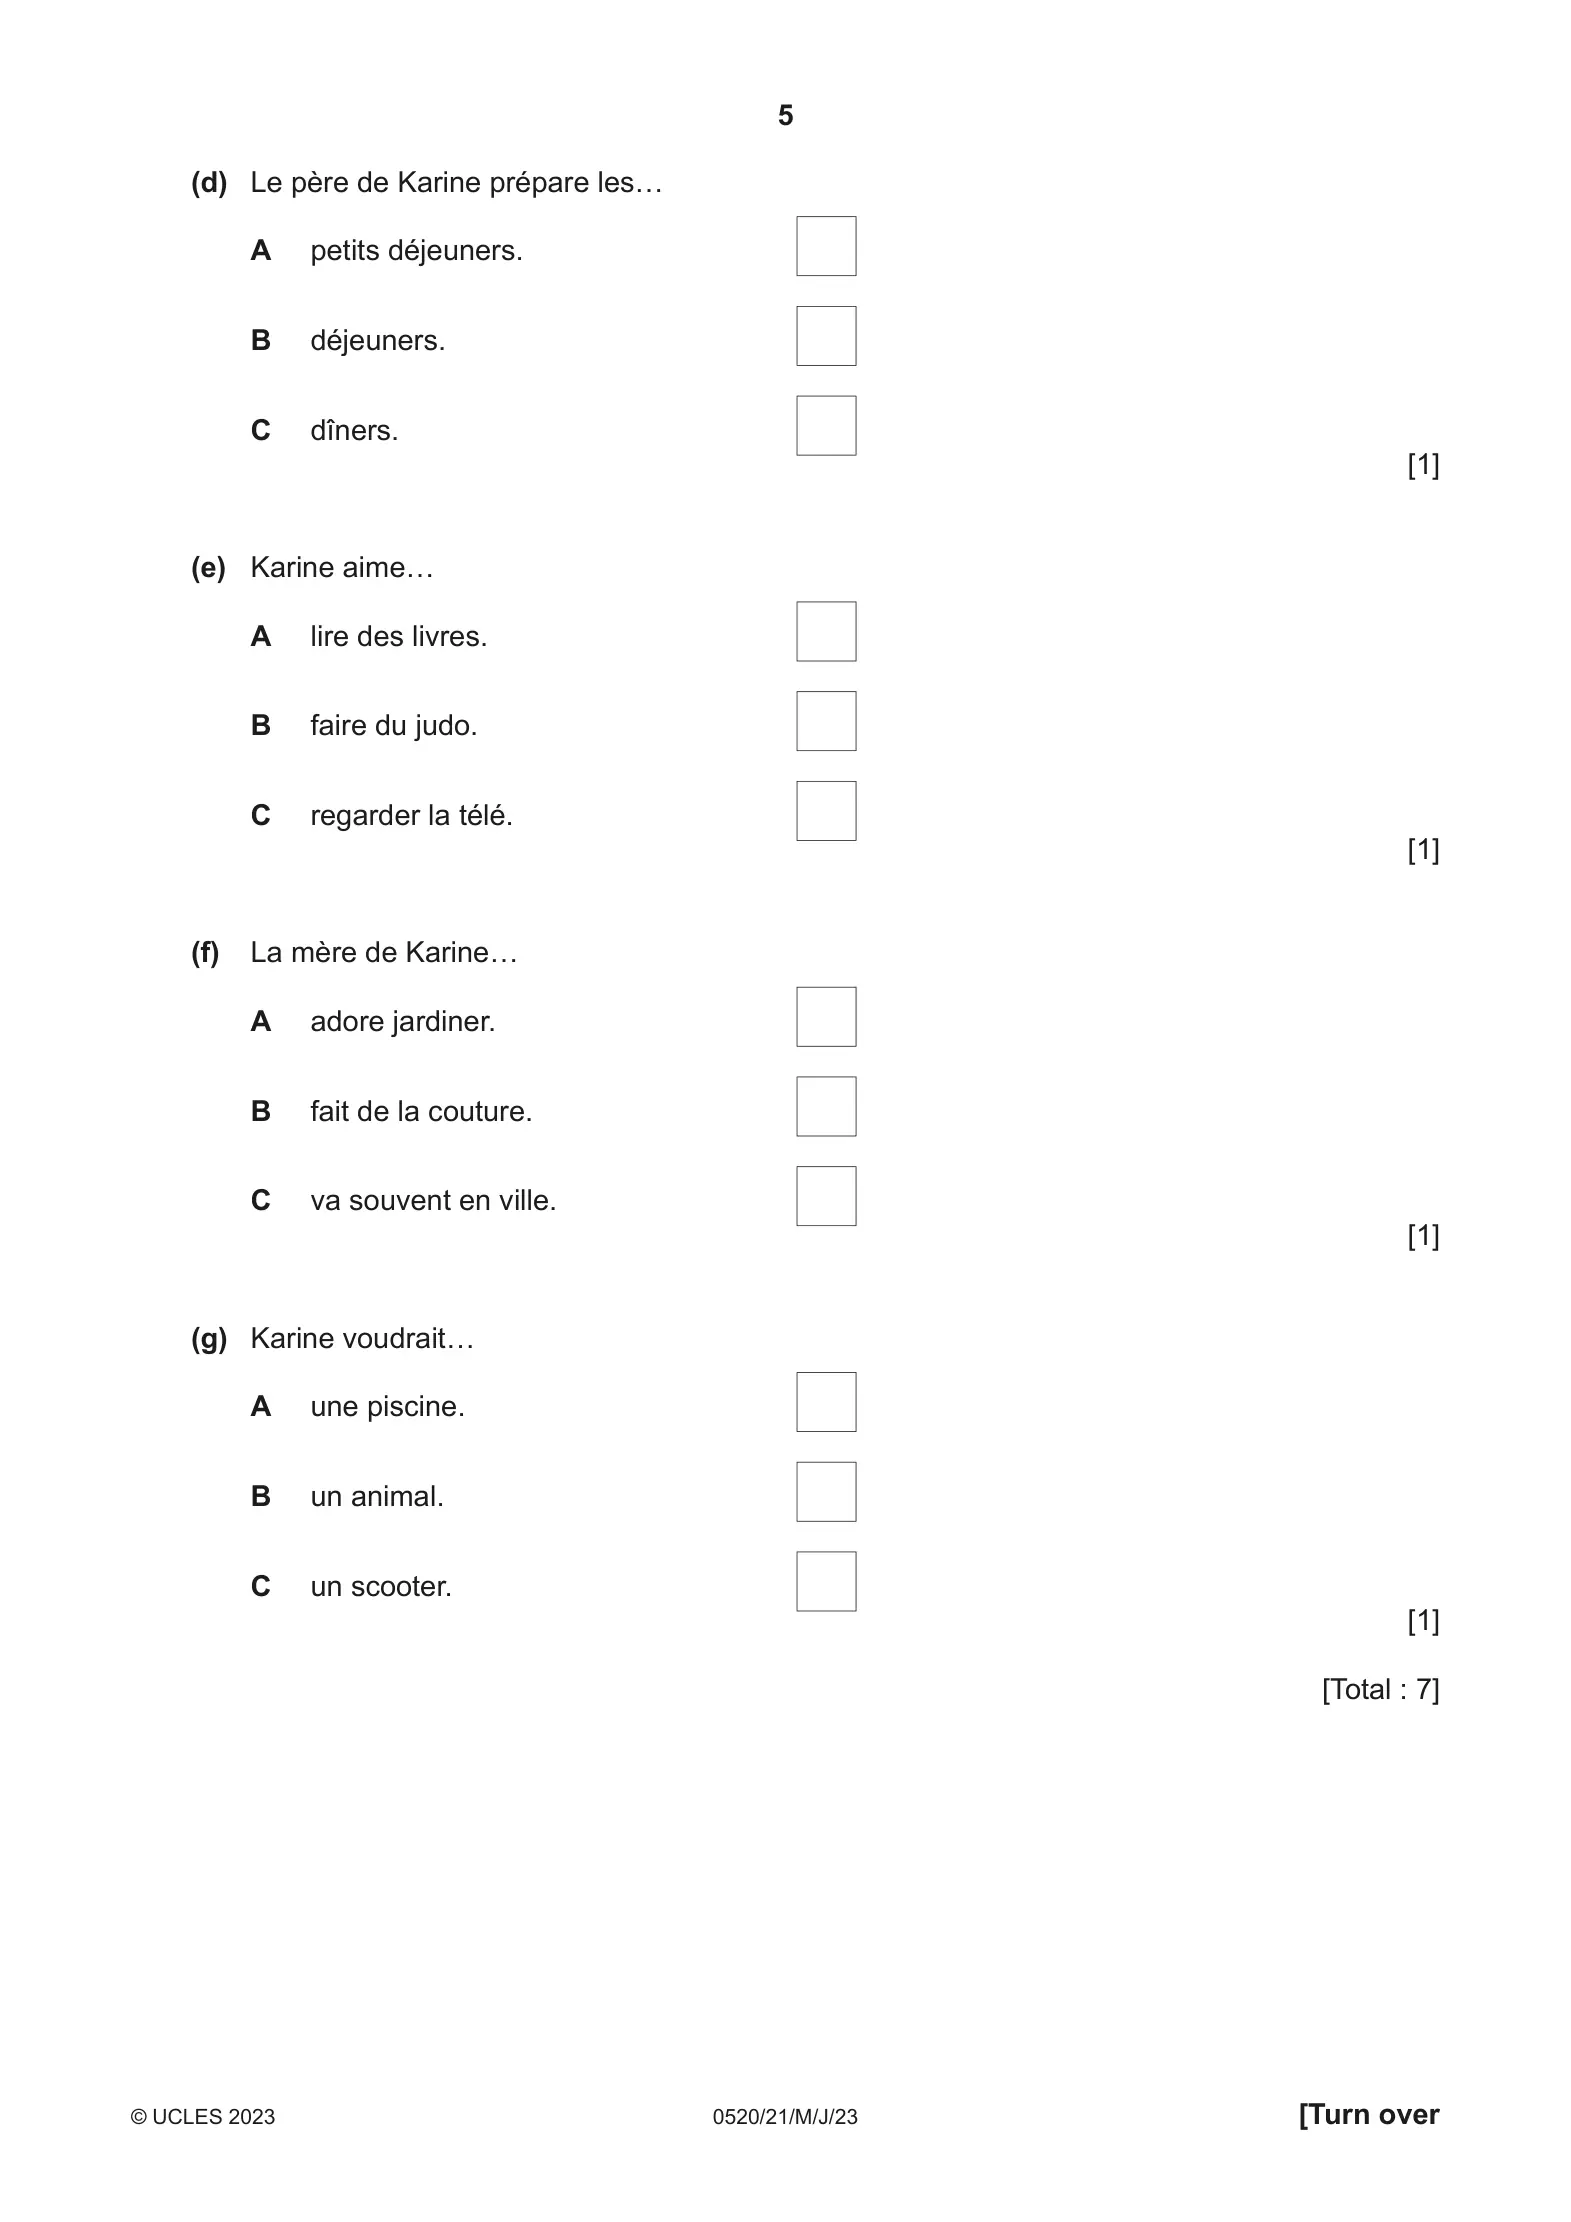 5
(d) Le père de Karine prépare les…
A petits déjeuners.
B déjeuners.
C dîners.
[1]
(e) Karine aime…
A lire des livres.
B faire du judo.
C regarder la télé.
[1]
(f) La mère de Karine…
A adore jardiner.
B fait de la couture.
C va souvent en ville.
[1]
(g) Karine voudrait…
A une piscine.
B un animal.
C un scooter.
[1]
[Total : 7]
© UCLES 2023 0520/21/M/J/23 [Turn over